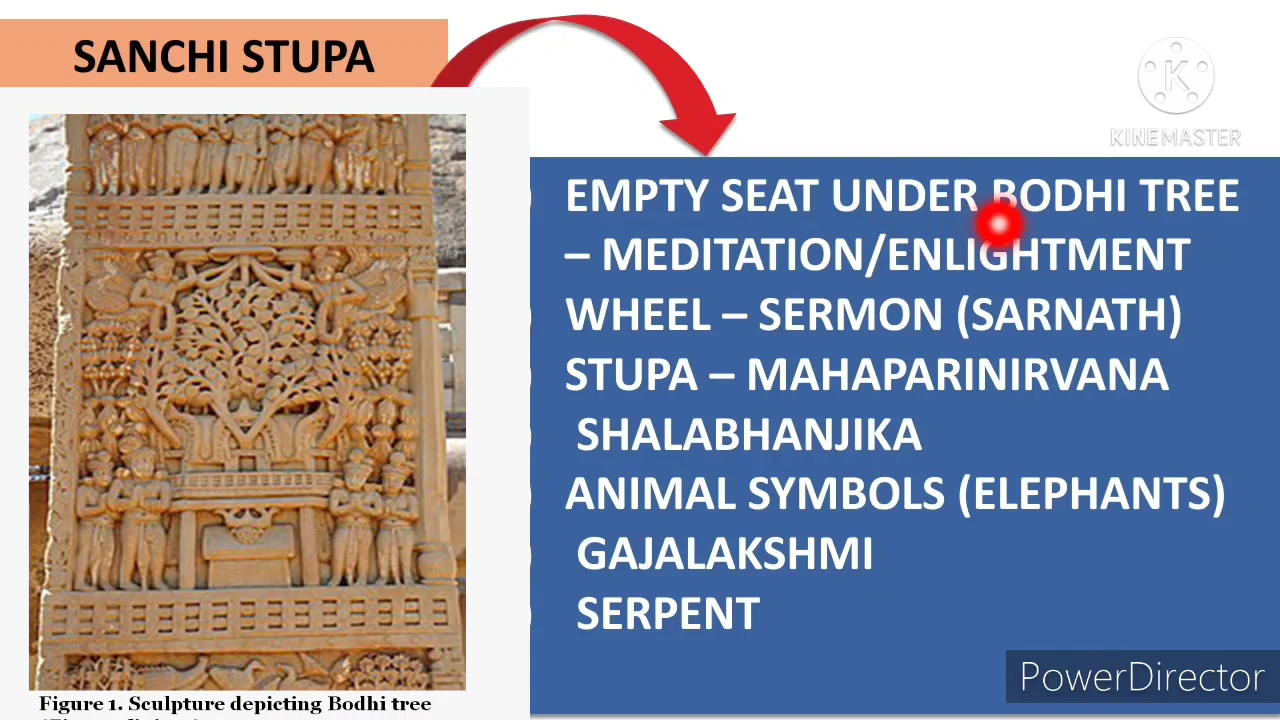 SANCHI STUPA
K
KINEMASTER
EMPTY SEAT UNDER BODHI TREE
– MEDITATION/ENLIGHTMENT
WHEEL – SERMON (SARNATH)
STUPA – MAHAPARINIRVANA
SHALABHANJIKA
ANIMAL SYMBOLS (ELEPHANTS)
GAJALAKSHMI
SERPENT
PowerDirector
Figure 1. Sculpture depicting Bodhi tree